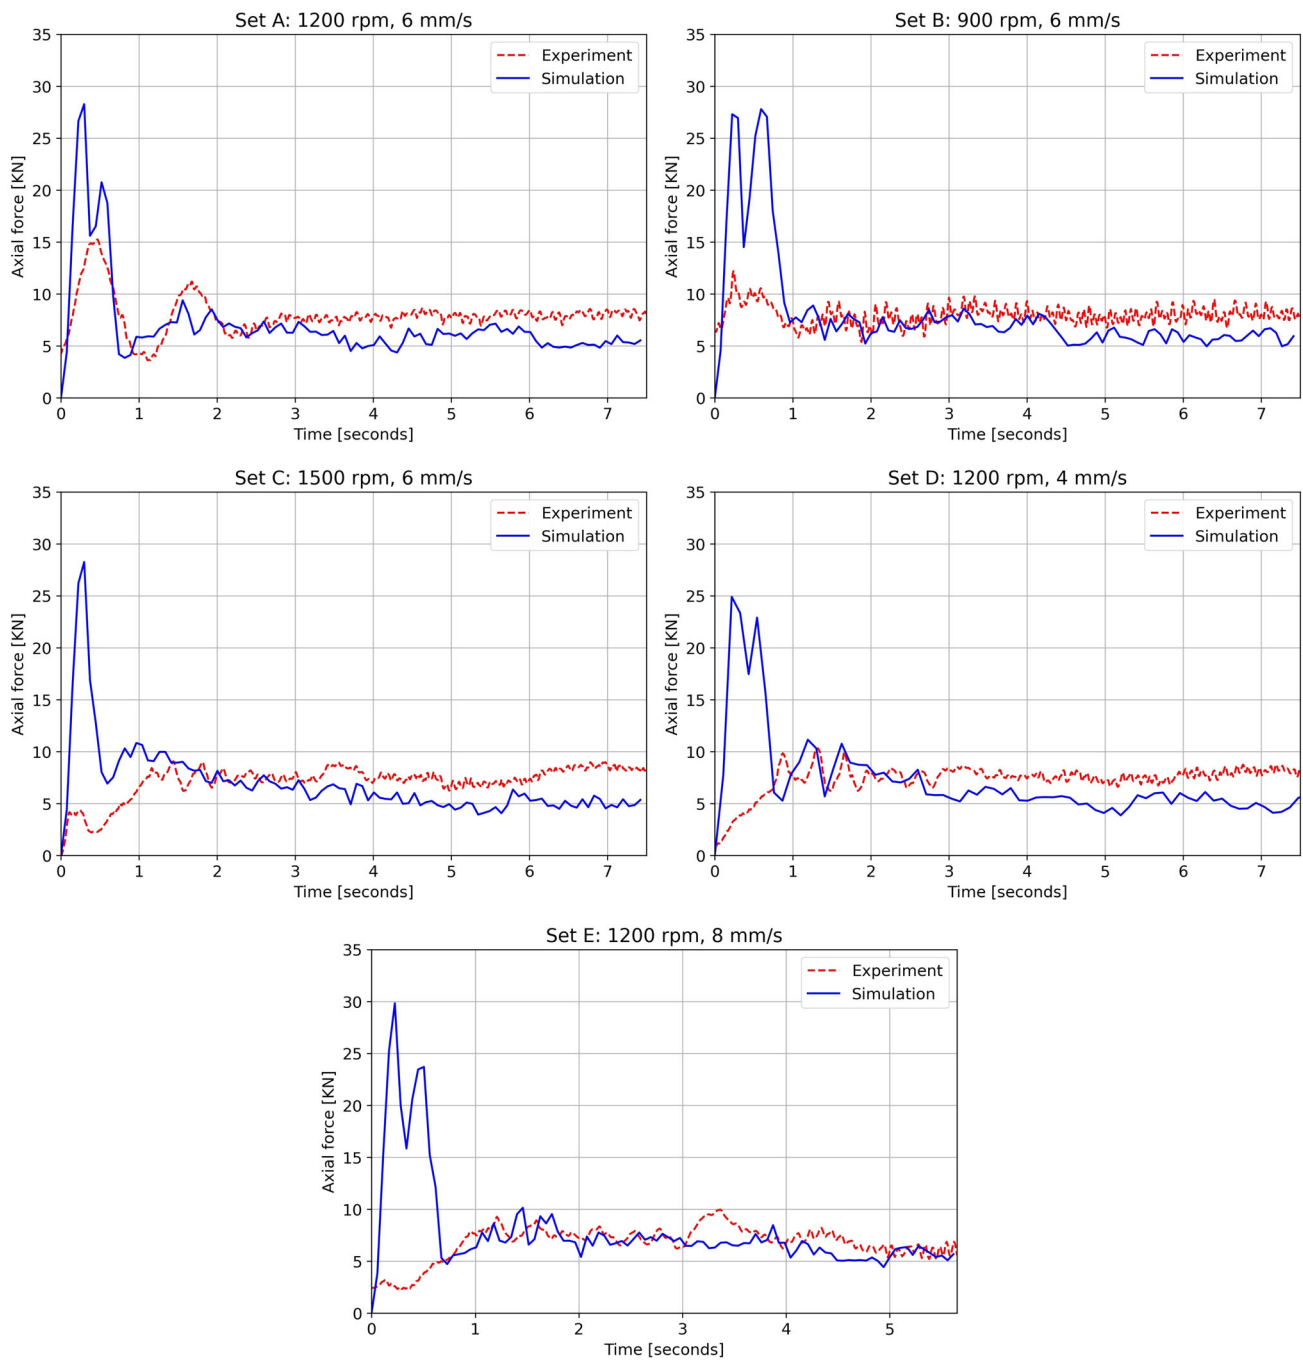 Set A: 1200 rpm, 6 mm/s
35
30
25
20
15
10
5
0
Axial force [KN]
Experiment
Simulation
0 1 2 3 4 5 6 7
Time [seconds]
Set B: 900 rpm, 6 mm/s
35
30
25
20
15
10
5
0
Axial force [KN]
Experiment
Simulation
0 1 2 3 4 5 6 7
Time [seconds]
Set C: 1500 rpm, 6 mm/s
35
30
25
20
15
10
5
0
Axial force [KN]
Experiment
Simulation
0 1 2 3 4 5 6 7
Time [seconds]
Set D: 1200 rpm, 4 mm/s
35
30
25
20
15
10
5
0
Axial force [KN]
Experiment
Simulation
0 1 2 3 4 5 6 7
Time [seconds]
Set E: 1200 rpm, 8 mm/s
35
30
25
20
15
10
5
0
Axial force [KN]
Experiment
Simulation
0 1 2 3 4 5
Time [seconds]